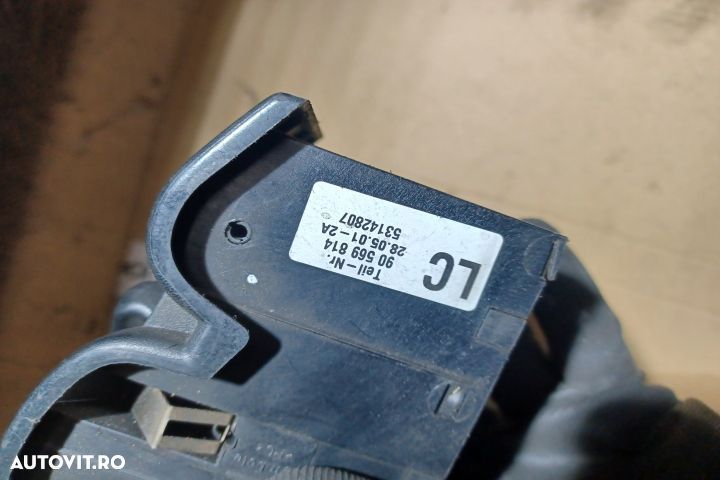 LC
Teil-Nr.
90 569 814
28.05.01-2A
53142807
AUTOVIT.RO